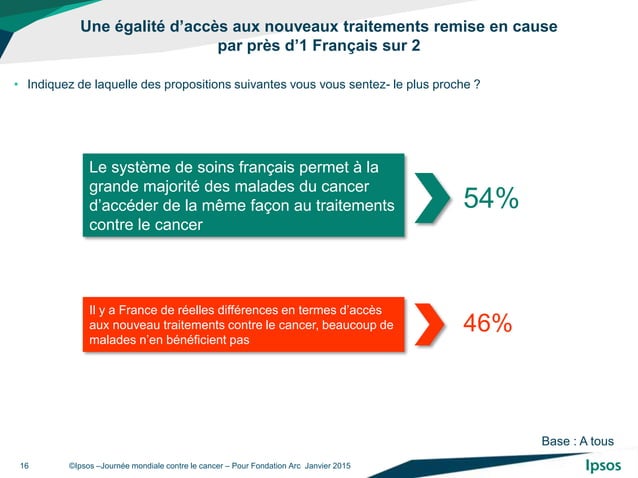 Une égalité d’accès aux nouveaux traitements remise en cause
par près d’1 Français sur 2
• Indiquez de laquelle des propositions suivantes vous vous sentez- le plus proche ?
Le système de soins français permet à la
grande majorité des malades du cancer
d’accéder de la même façon au traitements
contre le cancer
54%
Il y a France de réelles différences en termes d’accès
aux nouveau traitements contre le cancer, beaucoup de
malades n’en bénéficient pas
46%
Base : A tous
16 ©Ipsos –Journée mondiale contre le cancer – Pour Fondation Arc Janvier 2015
Ipsos